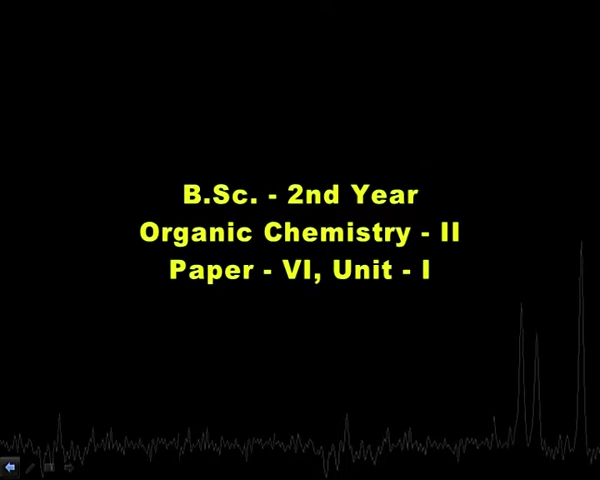 B.Sc. - 2nd Year
Organic Chemistry - II
Paper - VI, Unit - I